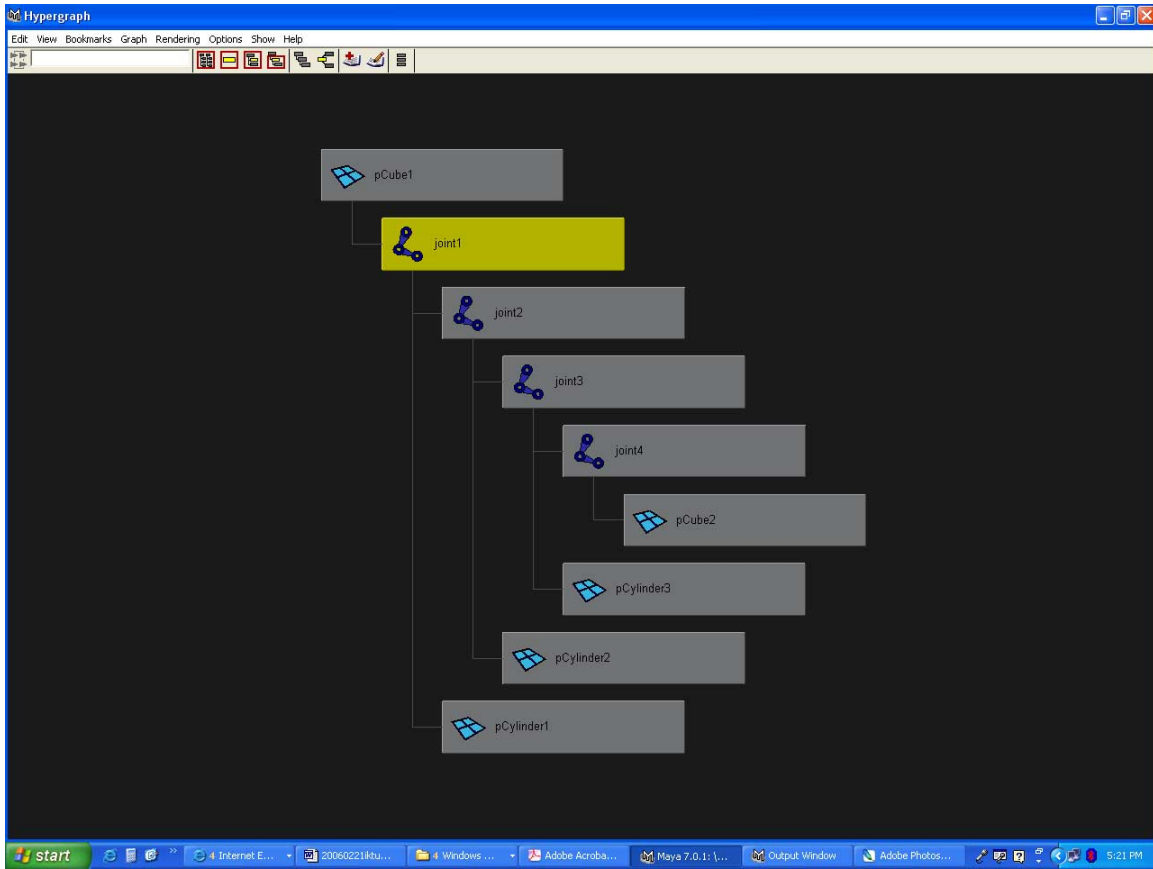 Hypergraph
Edit View Bookmarks Graph Rendering Options Show Help
pCube1
joint1
joint2
joint3
joint4
pCube2
pCylinder3
pCylinder2
pCylinder1
start » 4 Internet E... 20060221iktu... 4 Windows ... Adobe Acroba... Maya 7.0.1: \... Output Window Adobe Photos... 5:21 PM